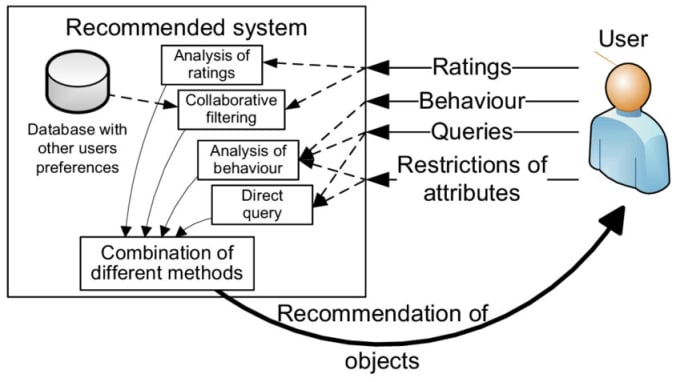 Recommended system
User
Analysis of
ratings
Ratings
Collaborative
filtering
Behaviour
Database with
other users
preferences
Queries
Analysis of
behaviour
Restrictions of
attributes
Direct
query
Combination of
different methods
Recommendation of
objects